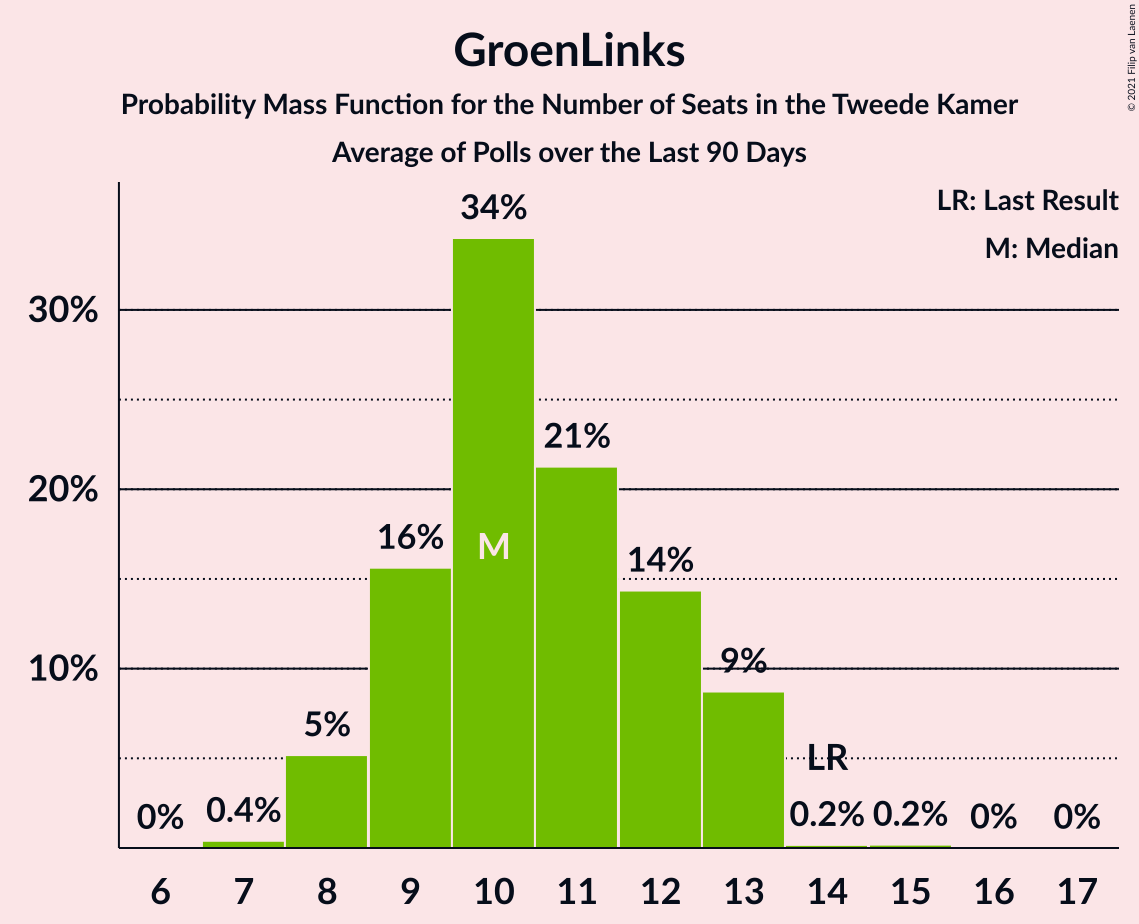 GroenLinks
Probability Mass Function for the Number of Seats in the Tweede Kamer
Average of Polls over the Last 90 Days
© 2021 Filip van Laenen
LR: Last Result
M: Median
30%
20%
10%
0%
0.4%
5%
16%
34%
M
21%
14%
9%
LR
0.2%
0.2%
0%
0%
6 7 8 9 10 11 12 13 14 15 16 17